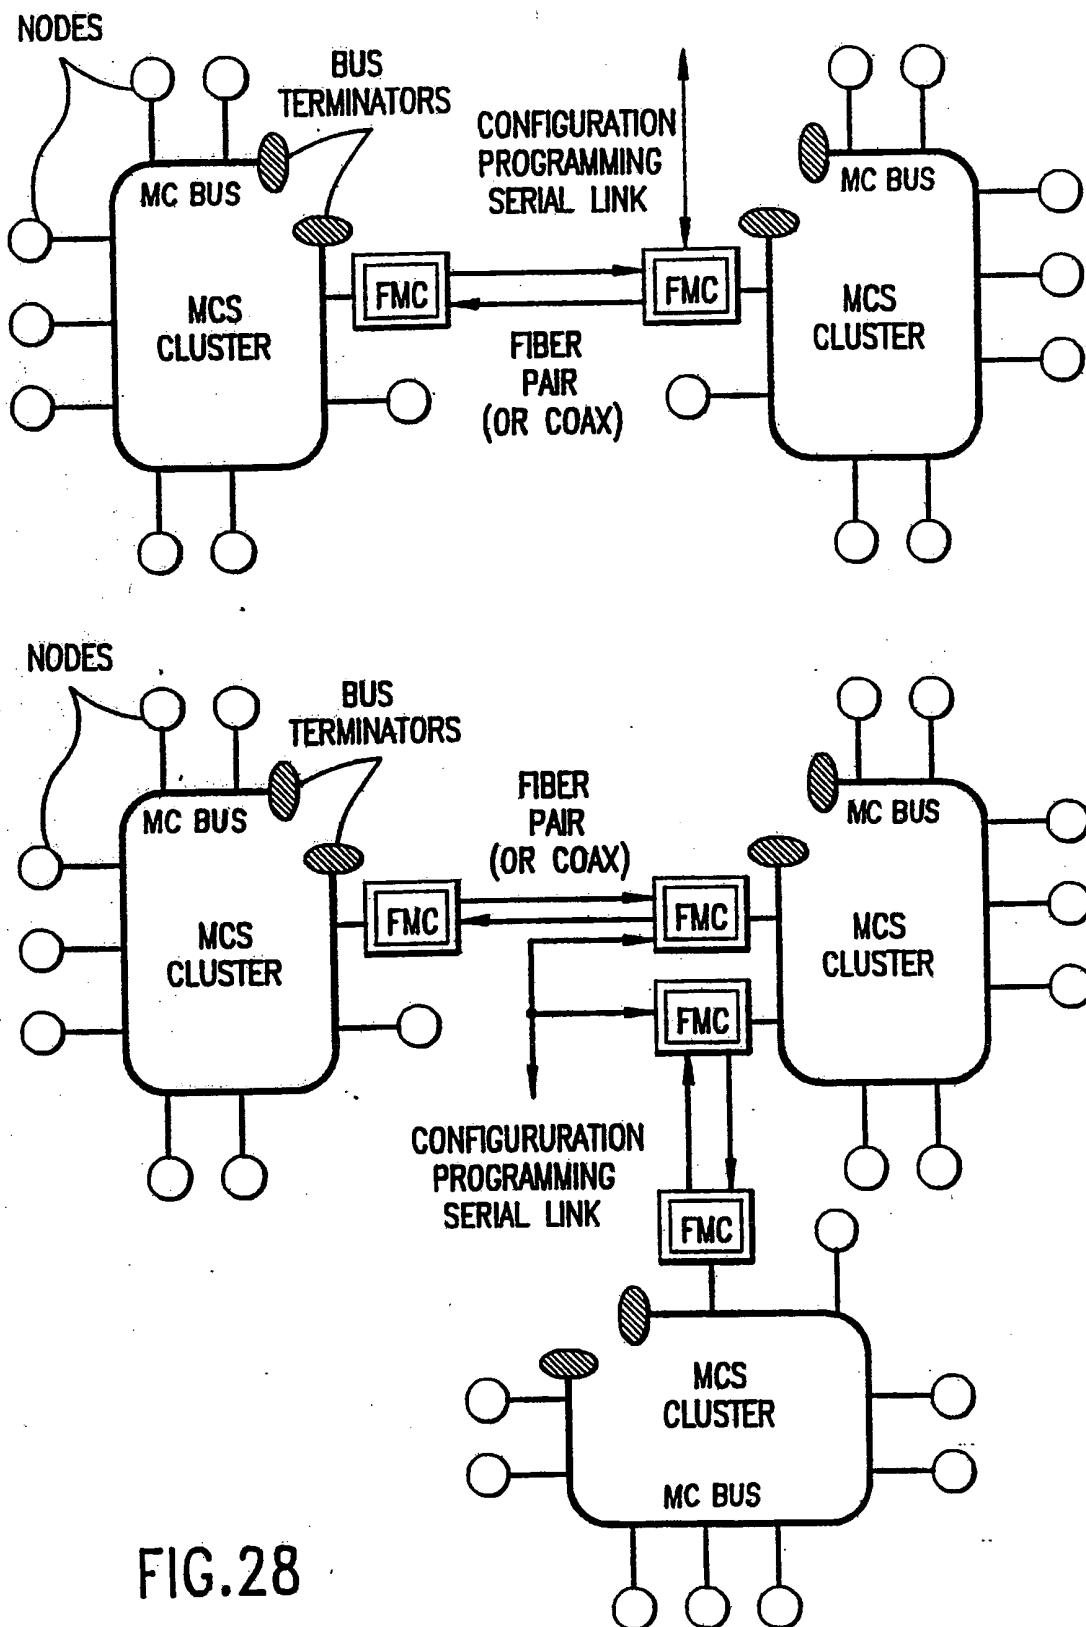 NODES
BUS
TERMINATORS
CONFIGURATION
PROGRAMMING
SERIAL LINK
MC BUS
MC BUS
FMC
FMC
MCS
CLUSTER
MCS
CLUSTER
FIBER
PAIR
(OR COAX)
NODES
BUS
TERMINATORS
FIBER
PAIR
(OR COAX)
MC BUS
MC BUS
FMC
FMC
MCS
CLUSTER
MCS
CLUSTER
FMC
CONFIGURURATION
PROGRAMMING
SERIAL LINK
FMC
MCS
CLUSTER
MC BUS
FIG.28